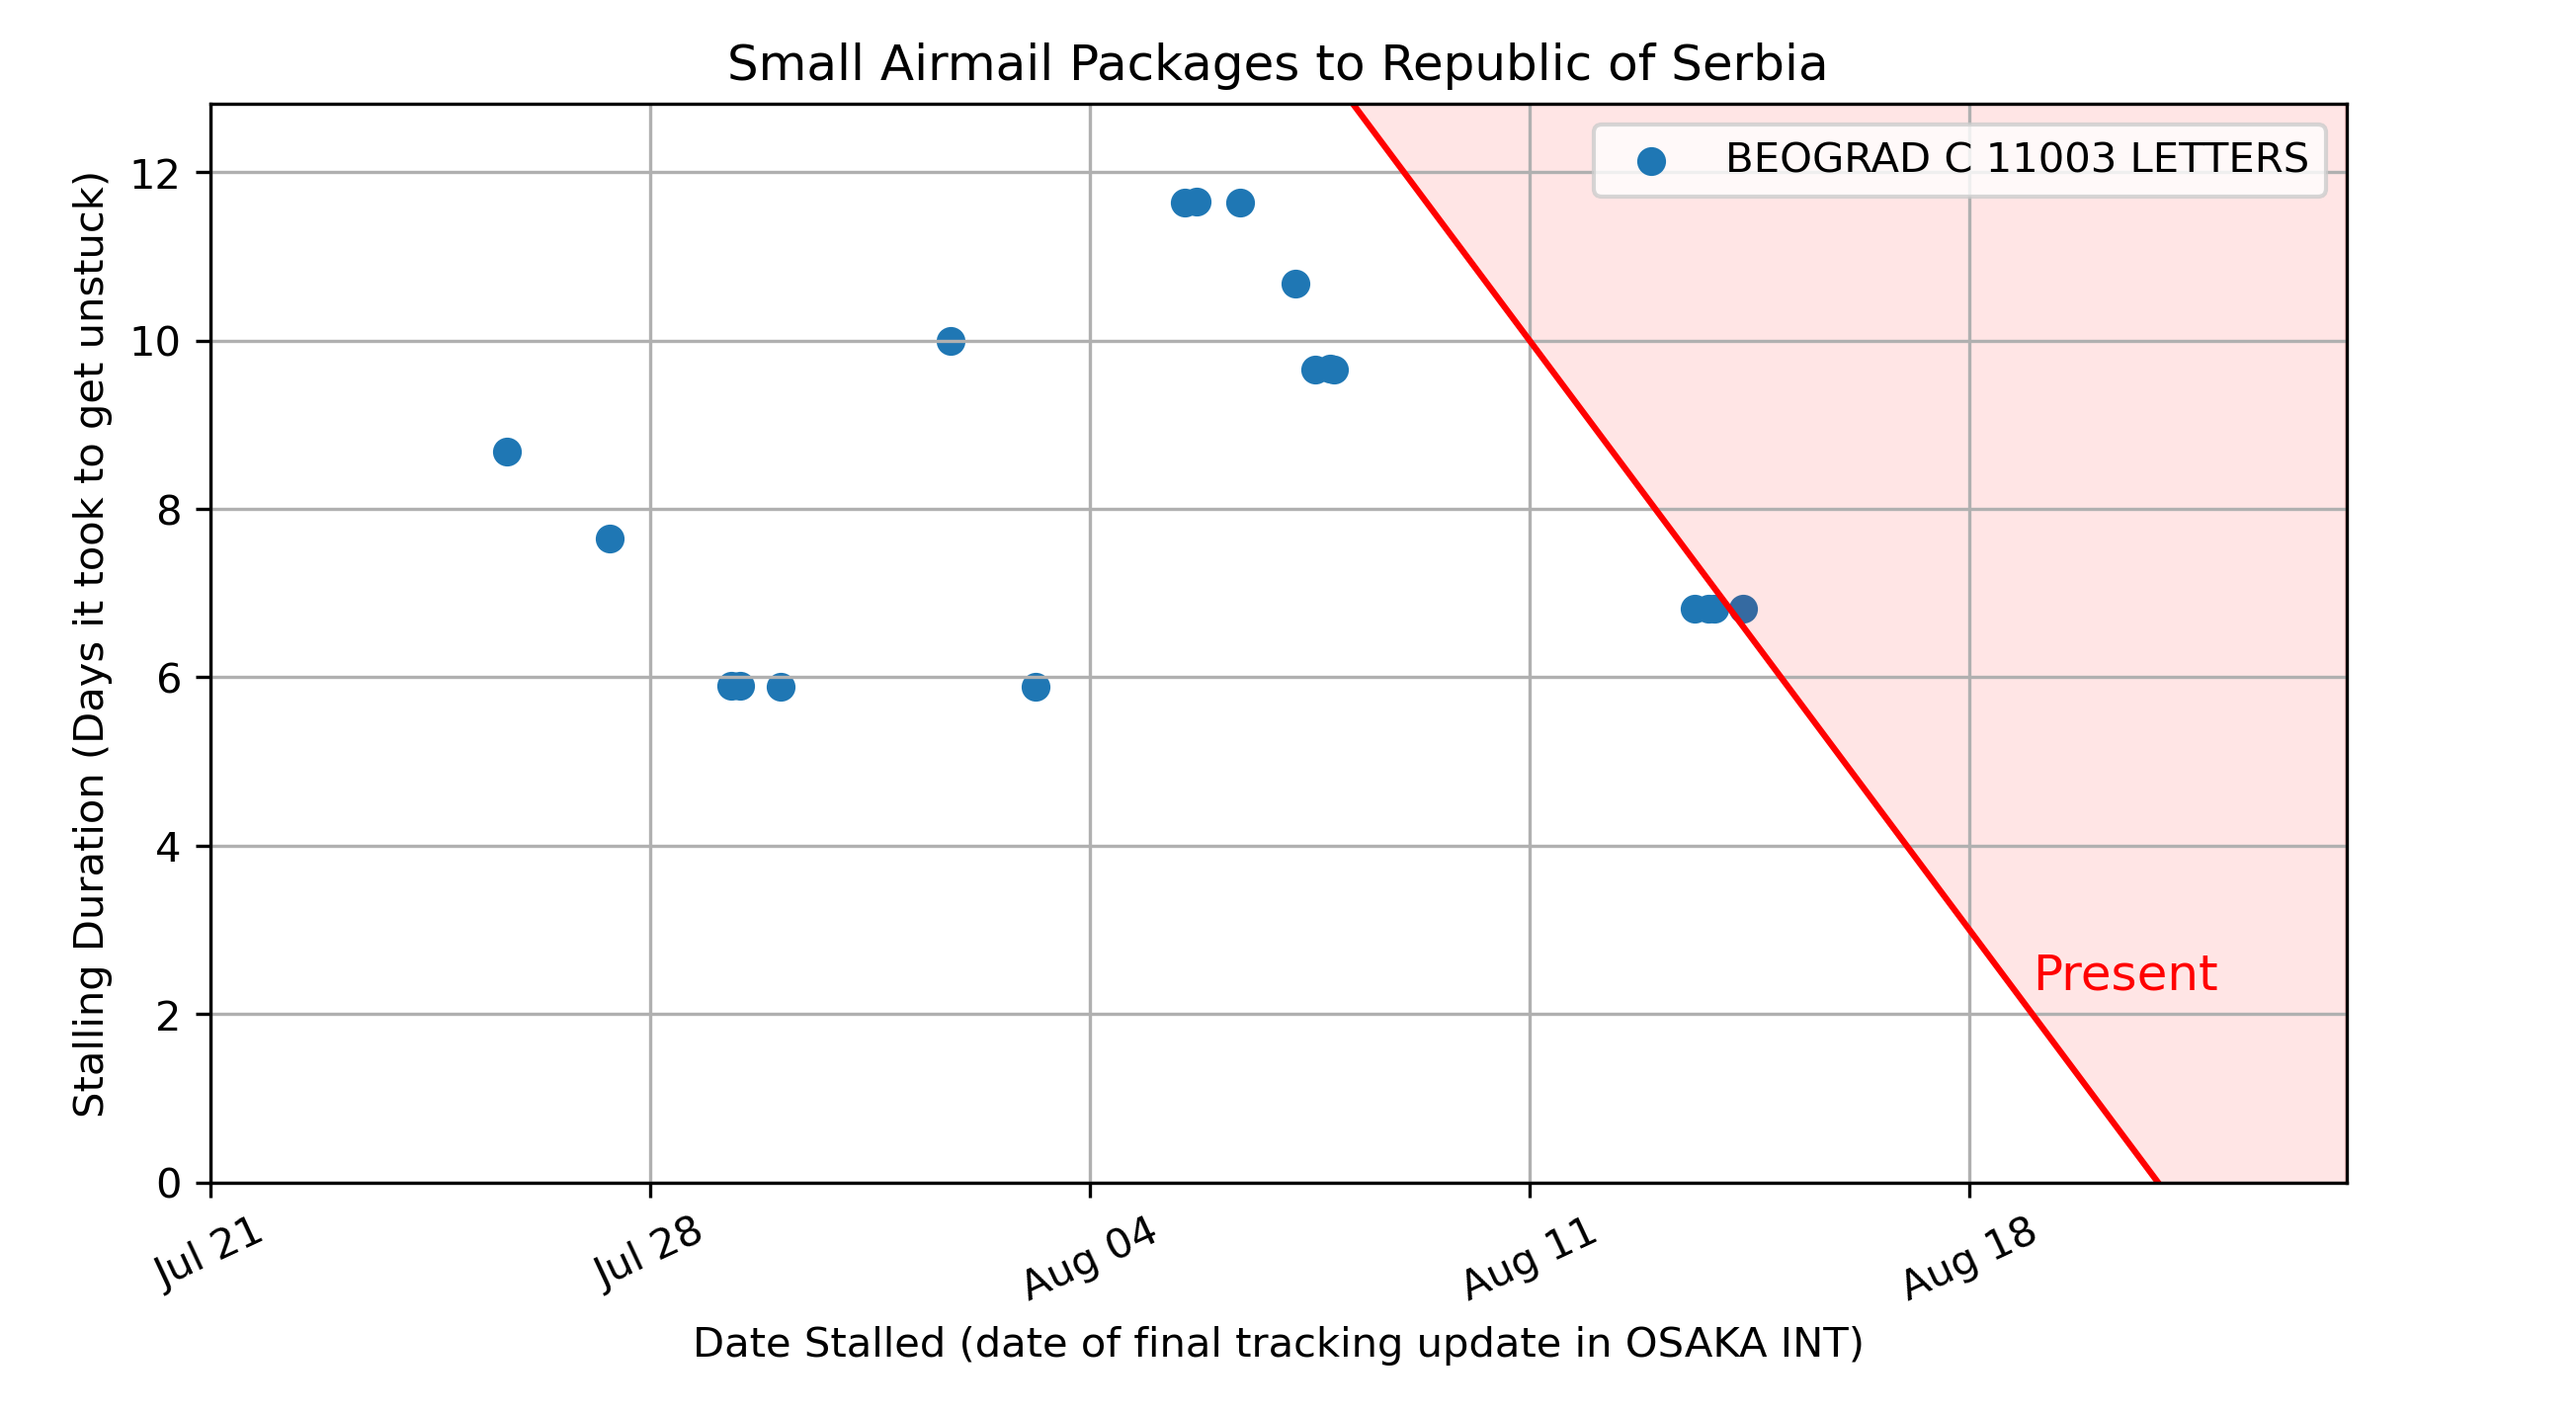 Small Airmail Packages to Republic of Serbia
BEOGRAD C 11003 LETTERS
Stalling Duration (Days it took to get unstuck)
12
10
8
6
4
2
0
Present
Jul 21
Jul 28
Aug 04
Aug 11
Aug 18
Date Stalled (date of final tracking update in OSAKA INT)